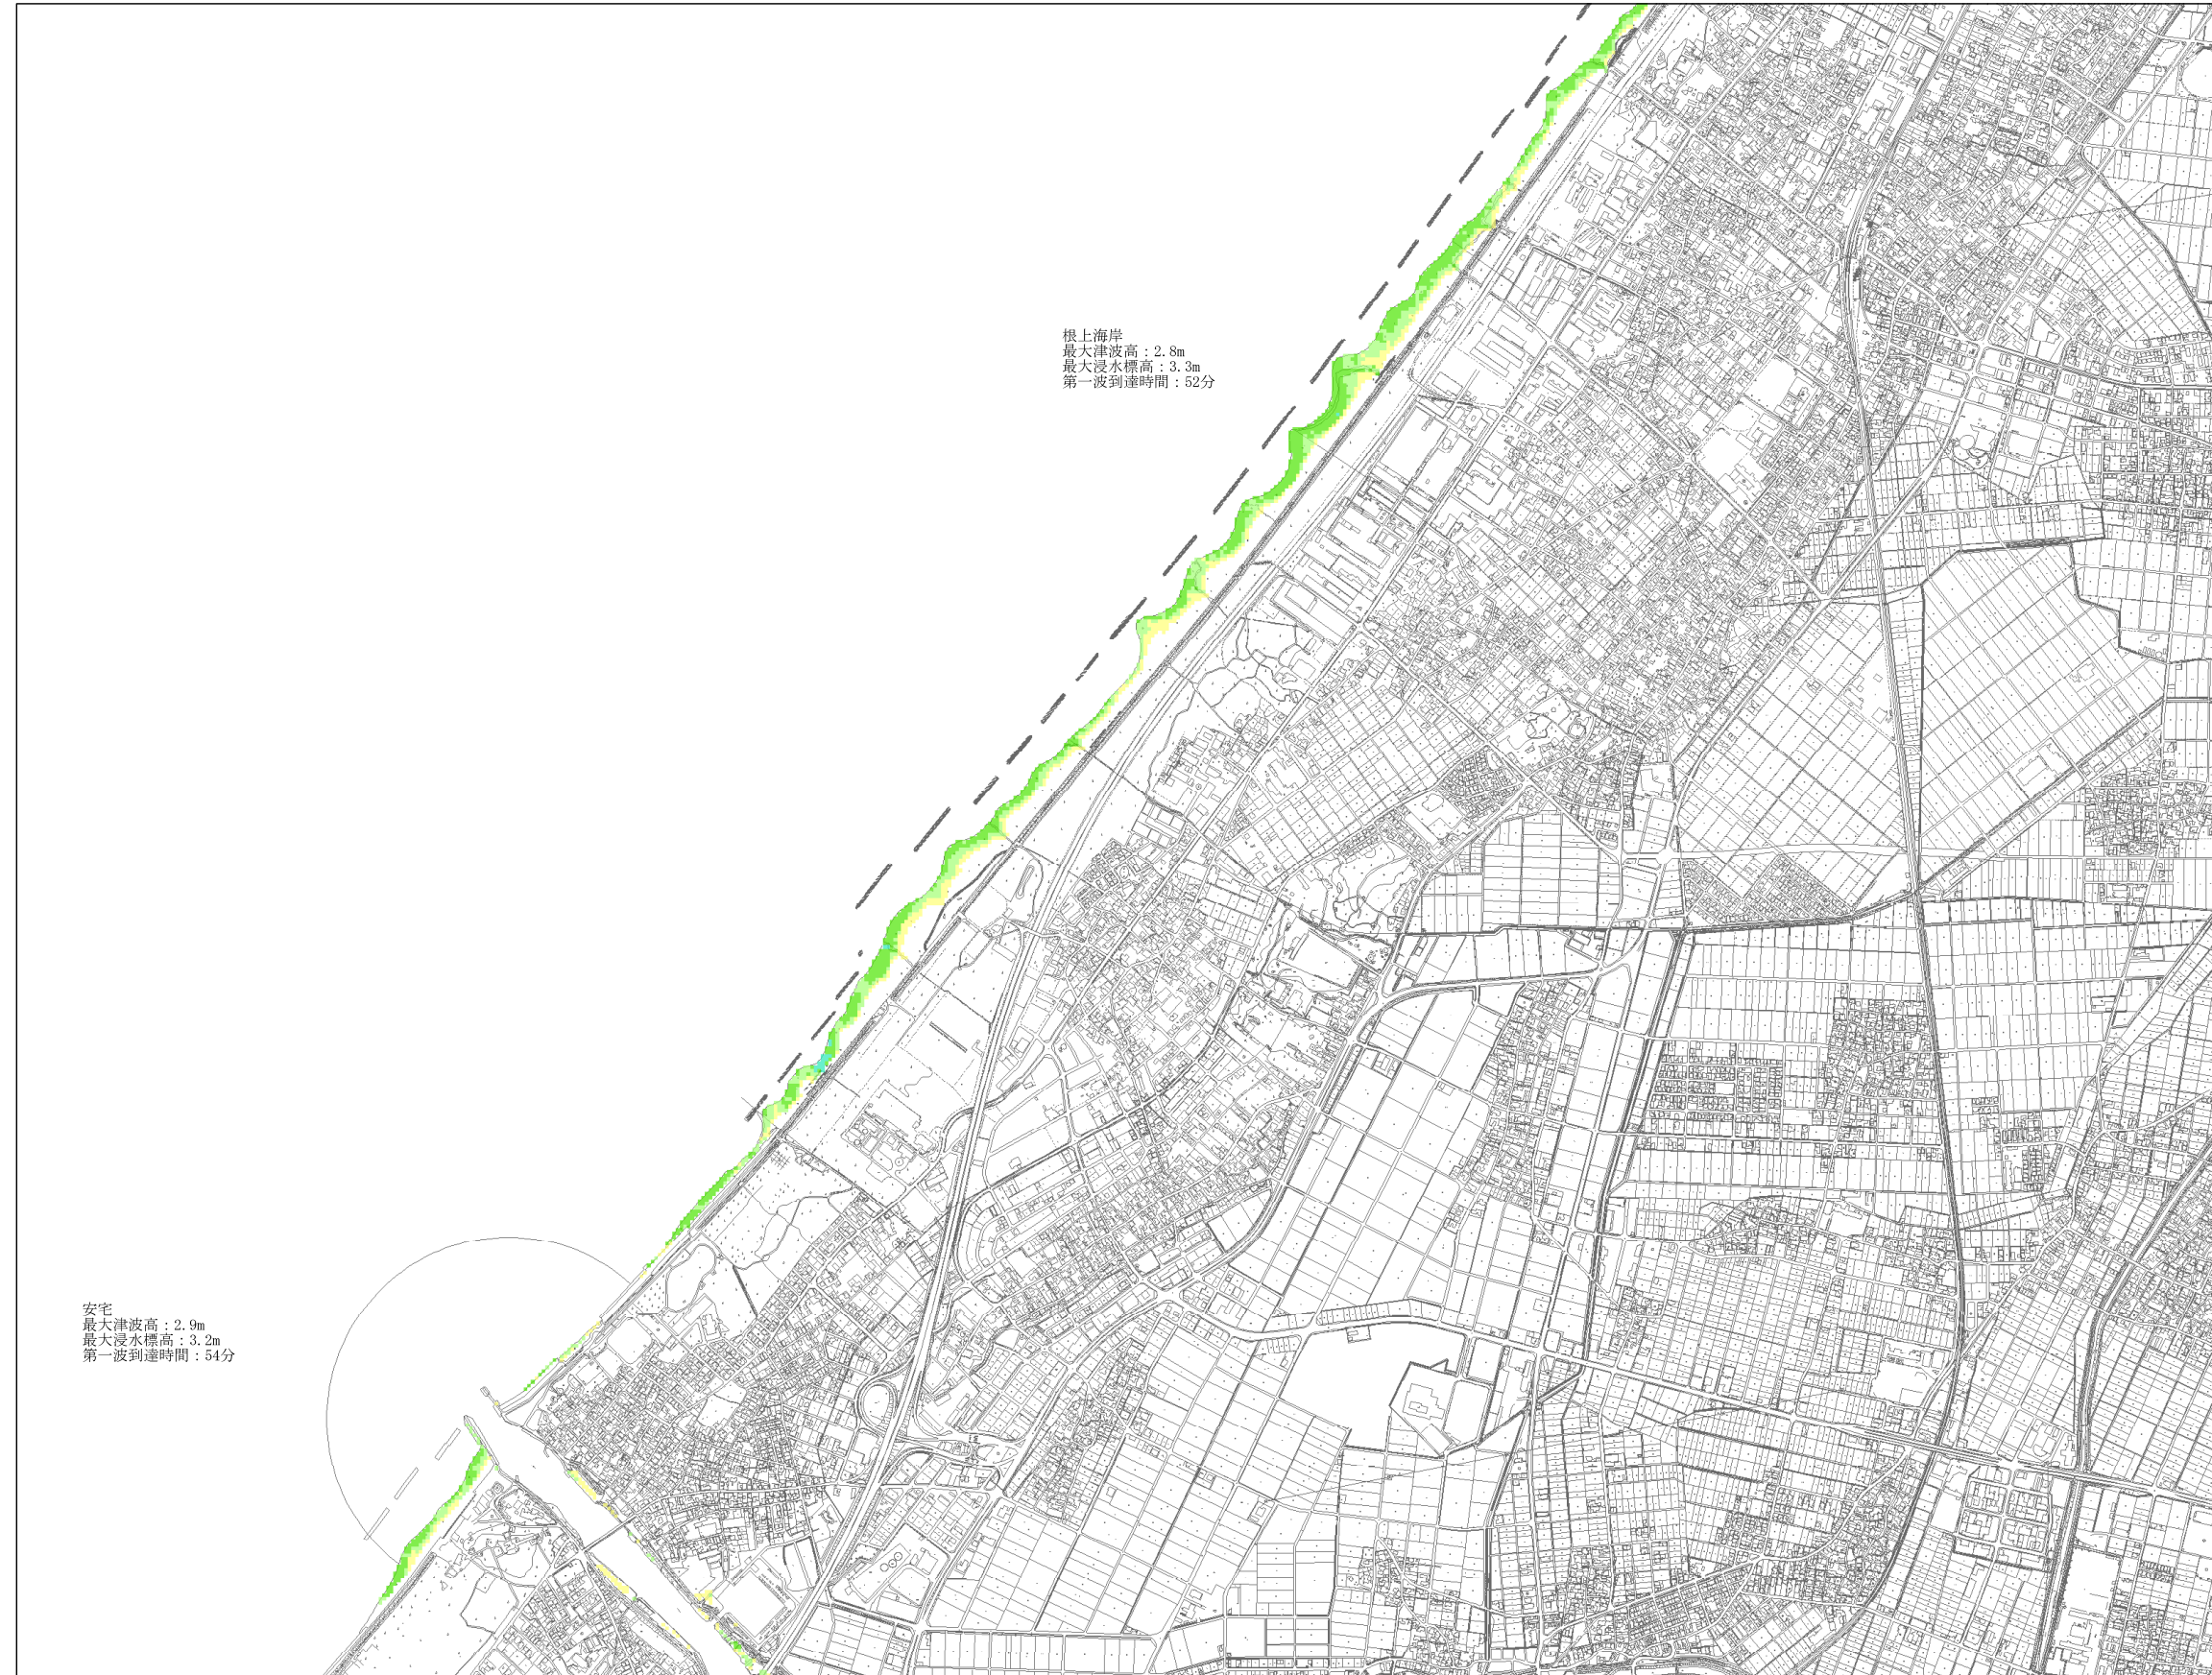 根上海岸
最大津波高：2.8m
最大浸水標高：3.3m
第一波到達時間：52分
安宅
最大津波高：2.9m
最大浸水標高：3.2m
第一波到達時間：54分